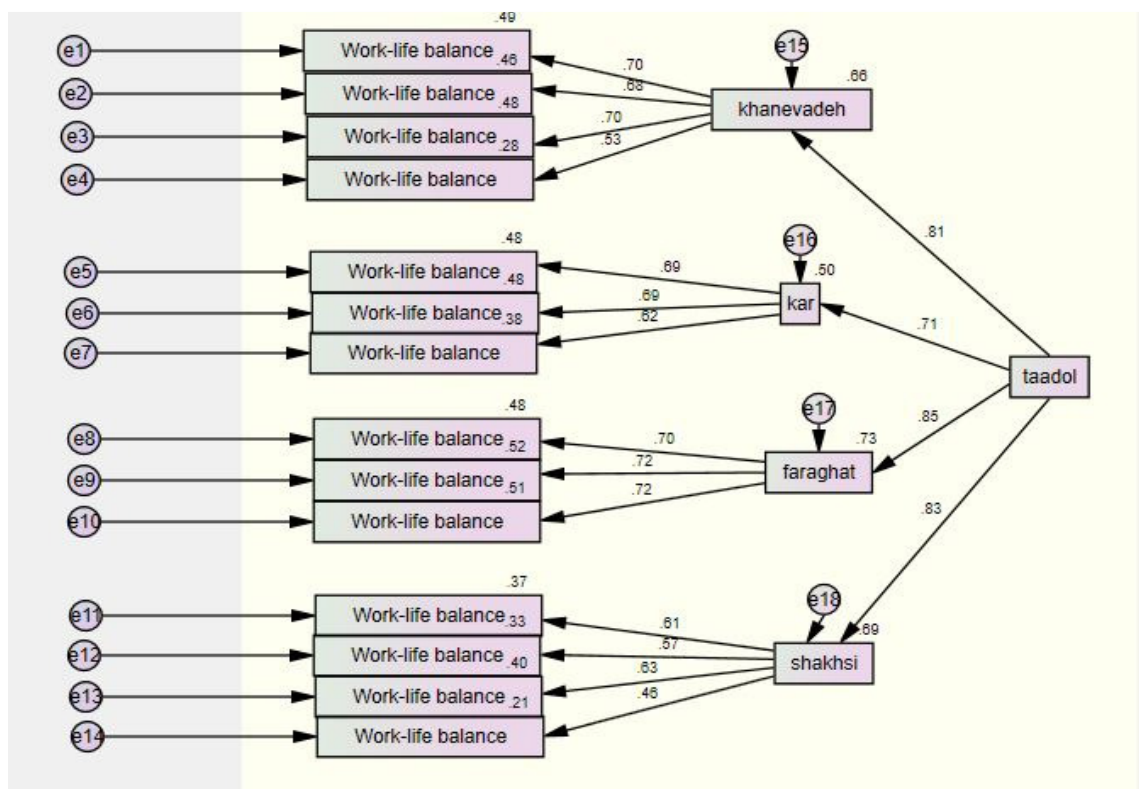 .49
e1 Work-life balance .46 .70 e15 .66
e2 Work-life balance .48 .68 khanevadeh
e3 Work-life balance .28 .70
e4 Work-life balance .53
.81
.48
e5 Work-life balance .48 .69 e16 .50
e6 Work-life balance .38 .69 kar
e7 Work-life balance .62 .71
taadol
.48
e8 Work-life balance .52 .70 e17 .73 .85
e9 Work-life balance .51 .72 faraghat
e10 Work-life balance .72
.83
.37
e11 Work-life balance .33 .61 e18 .69
e12 Work-life balance .40 .57 shakhsi
e13 Work-life balance .21 .63
e14 Work-life balance .46